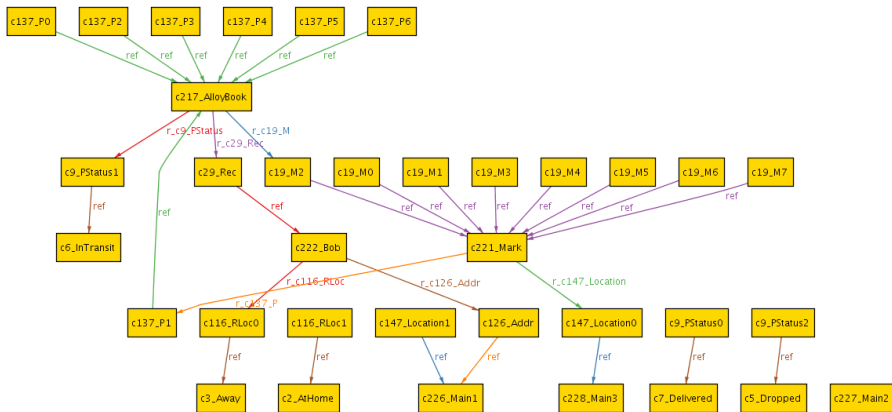 c137_P0 c137_P2 c137_P3 c137_P4 c137_P5 c137_P6
ref ref ref ref ref ref
c217_AlloyBook
r_c9_PStatus r_c29_Rec r_c19_M
c9_PStatus1 c29_Rec c19_M2 c19_M0 c19_M1 c19_M3 c19_M4 c19_M5 c19_M6 c19_M7
ref ref ref ref ref ref ref ref ref ref
c6_InTransit c222_Bob c221_Mark
r_c116_RLoc r_c126_Addr r_c147_Location
r_c137_P
c137_P1 c116_RLoc0 c116_RLoc1 c147_Location1 c126_Addr c147_Location0 c9_PStatus0 c9_PStatus2
ref ref ref ref ref ref ref ref
c3_Away c2_AtHome c226_Main1 c228_Main3 c7_Delivered c5_Dropped c227_Main2